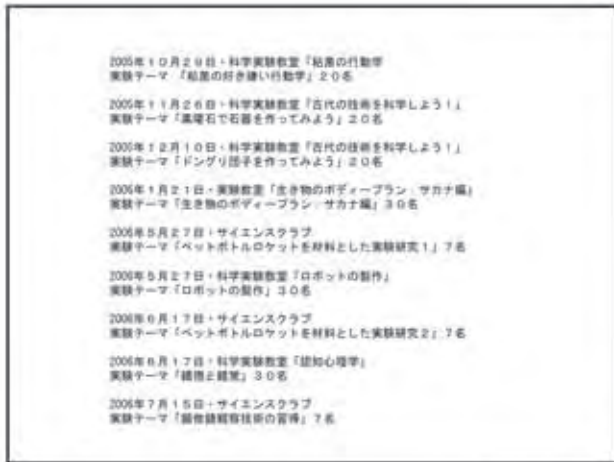 2005年10月29日・科学実験教室「粘菌の行動学
実験テーマ 「粘菌の好き嫌い行動学」20名
2005年11月26日・科学実験教室「古代の技術を科学しよう!」
実験テーマ「黒曜石で石器を作ってみよう」20名
2005年12月10日・科学実験教室「古代の技術を科学しよう!」
実験テーマ「ドングリ団子を作ってみよう」20名
2006年1月21日・実験教室「生き物のボディープラン:サカナ編」
実験テーマ「生き物のボディープラン:サカナ編」30名
2006年5月27日・サイエンスクラブ
実験テーマ「ペットボトルロケットを材料とした実験研究1」7名
2006年5月27日・科学実験教室「ロボットの製作」
実験テーマ「ロボットの製作」30名
2006年6月17日・サイエンスクラブ
実験テーマ「ペットボトルロケットを材料とした実験研究2」7名
2006年6月17日・科学実験教室「認知心理学」
実験テーマ「錯視と錯覚」30名
2006年7月15日・サイエンスクラブ
実験テーマ「顕微鏡観察技術の習得」7名